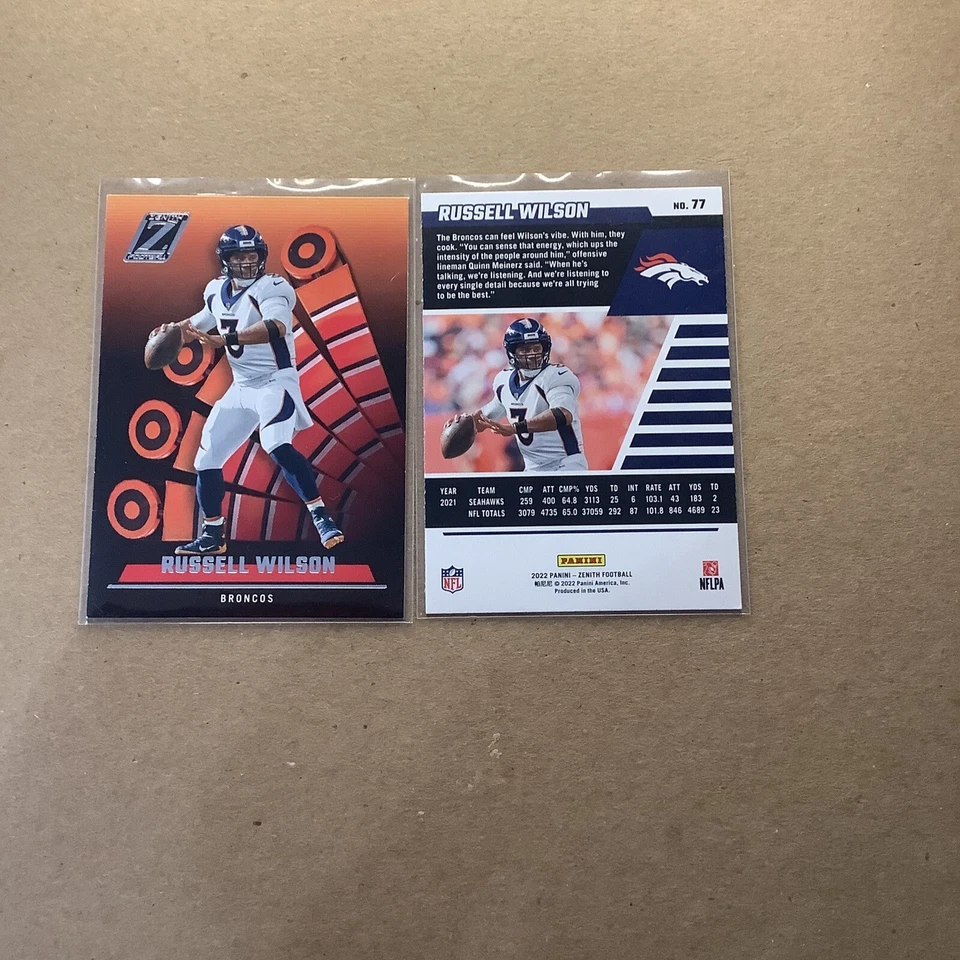 ZENITH
Z
FOOTBALL
3
RUSSELL WILSON
BRONCOS
RUSSELL WILSON
NO. 77
The Broncos can feel Wilson's vibe. With him, they
cook. "You can sense that energy, which ups the
intensity of the people around him," offensive
lineman Quinn Meinerz said. "When he's
talking, we're listening. And we're listening to
every single detail because we're all trying
to be the best."
3
YEAR TEAM CMP ATT CMP% YDS TD INT RATE ATT YDS TD
2021 SEAHAWKS 259 400 64.8 3113 25 6 103.1 43 183 2
NFL TOTALS 3079 4735 65.0 37059 292 87 101.8 846 4689 23
PANINI
2022 PANINI – ZENITH FOOTBALL
© 2022 Panini America, Inc.
Produced in the USA.
NFL
NFLPA